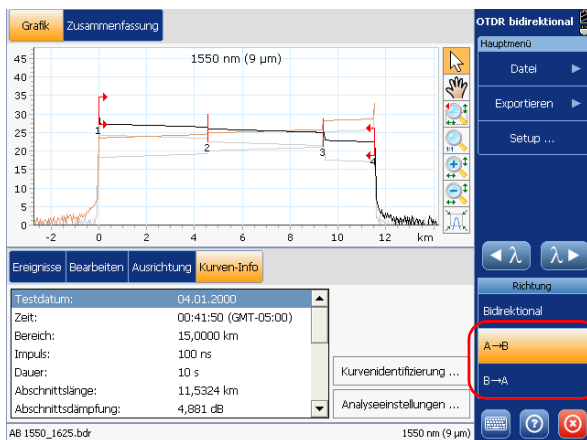 Grafik
Zusammenfassung
OTDR bidirektional
Hauptmenü
Datei
Exportieren
Setup ...
1550 nm (9 µm)
45
40
35
30
25
20
15
10
5
0
1
2
3
4
-2
0
2
4
6
8
10
12
km
1:1
λ
λ
Richtung
Bidirektional
A→B
B→A
Ereignisse
Bearbeiten
Ausrichtung
Kurven-Info
Testdatum: 04.01.2000
Zeit: 00:41:50 (GMT-05:00)
Bereich: 15,0000 km
Impuls: 100 ns
Dauer: 10 s
Abschnittslänge: 11,5324 km
Abschnittsdämpfung: 4,881 dB
Kurvenidentifizierung ...
Analyseeinstellungen ...
AB 1550_1625.bdr
1550 nm (9 µm)